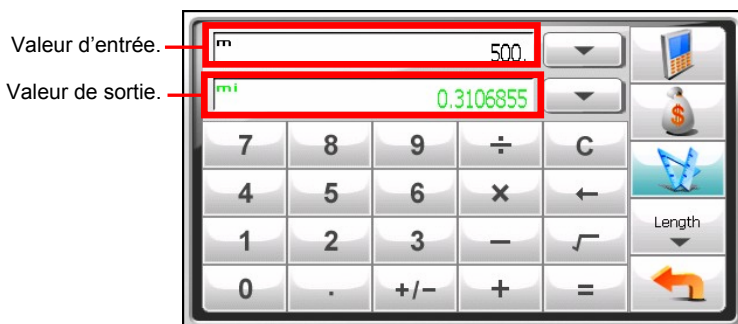 Valeur d'entrée.
m 500.
Valeur de sortie.
mi 0.3106855
7 8 9 ÷ C
4 5 6 × ←
1 2 3 − √
0 . +/− + =
$
Length